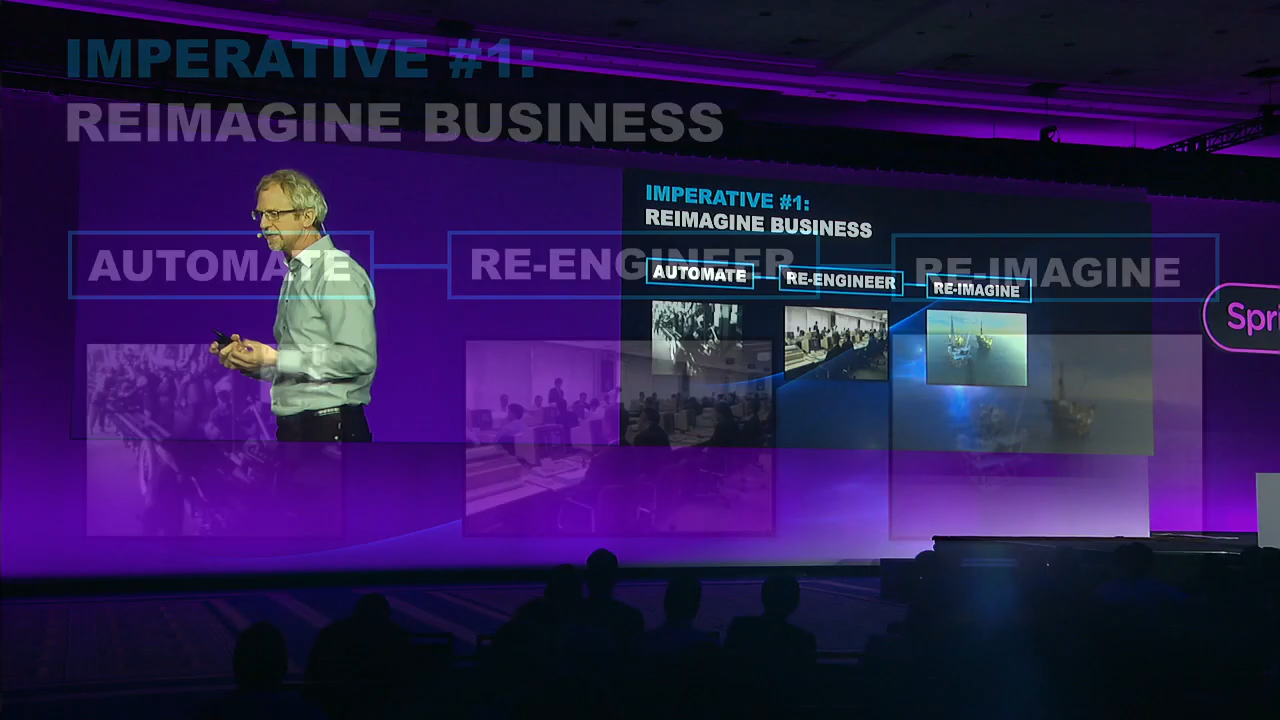 IMPERATIVE #1:
REIMAGINE BUSINESS
AUTOMATE
RE-ENGINEER
RE-IMAGINE
IMPERATIVE #1:
REIMAGINE BUSINESS
AUTOMATE
RE-ENGINEER
RE-IMAGINE